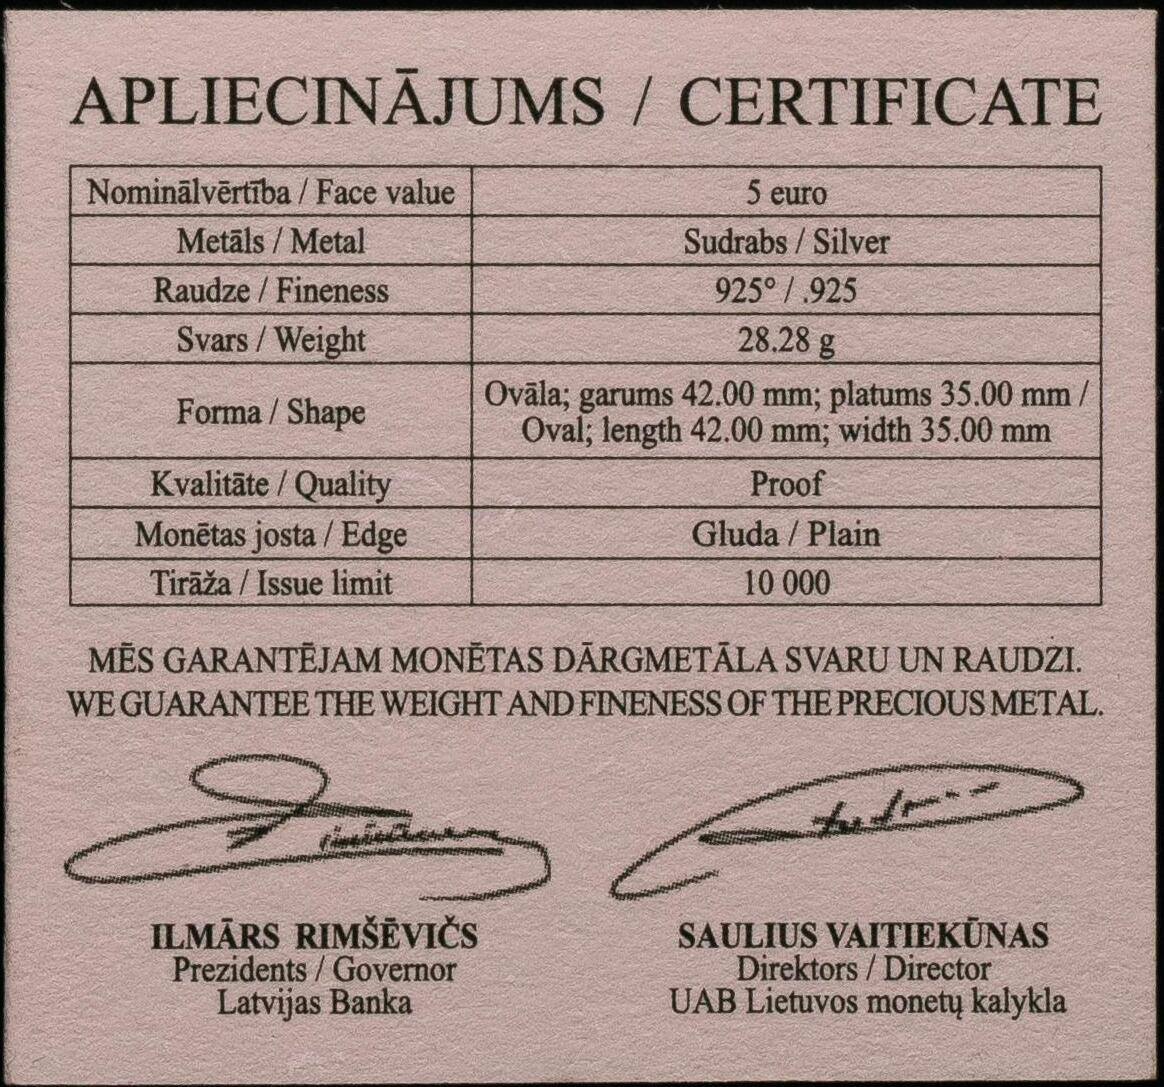 APLIECINĀJUMS / CERTIFICATE
Nominālvērtība / Face value 5 euro
Metāls / Metal Sudrabs / Silver
Raudze / Fineness 925° / .925
Svars / Weight 28.28 g
Forma / Shape Ovāla; garums 42.00 mm; platums 35.00 mm /
Oval; length 42.00 mm; width 35.00 mm
Kvalitāte / Quality Proof
Monētas josta / Edge Gluda / Plain
Tirāža / Issue limit 10 000
MĒS GARANTĒJAM MONĒTAS DĀRGMETĀLA SVARU UN RAUDZI.
WE GUARANTEE THE WEIGHT AND FINENESS OF THE PRECIOUS METAL.
ILMĀRS RIMŠĒVIČS
Prezidents / Governor
Latvijas Banka
SAULIUS VAITIEKŪNAS
Direktors / Director
UAB Lietuvos monetų kalykla